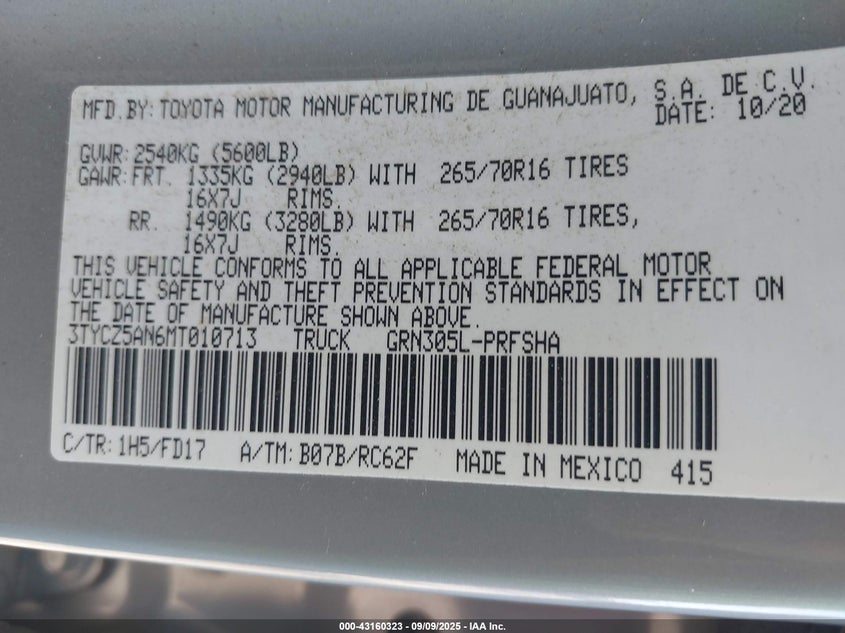 MFD.BY:TOYOTA MOTOR MANUFACTURING DE GUANAJUATO, S.A. DE C.V.
DATE: 10/20
GVWR:2540KG (5600LB)
GAWR:FRT. 1335KG (2940LB) WITH 265/70R16 TIRES
16X7J RIMS.
RR. 1490KG (3280LB) WITH 265/70R16 TIRES,
16X7J RIMS.
THIS VEHICLE CONFORMS TO ALL APPLICABLE FEDERAL MOTOR
VEHICLE SAFETY AND THEFT PREVENTION STANDARDS IN EFFECT ON
THE DATE OF MANUFACTURE SHOWN ABOVE.
3TYCZ5AN6MT010713 TRUCK GRN305L-PRFSHA
C/TR:1H5/FD17 A/TM:B07B/RC62F MADE IN MEXICO 415
000-43160323 - 09/09/2025 - IAA Inc.